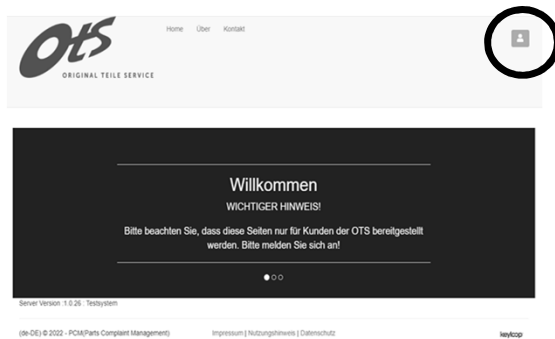 OtS
ORIGINAL TEILE SERVICE
Home Über Kontakt
Willkommen
WICHTIGER HINWEIS!
Bitte beachten Sie, dass diese Seiten nur für Kunden der OTS bereitgestellt
werden. Bitte melden Sie sich an!
Server Version :1.0.26 : Testsystem
(de-DE) © 2022 - PCM(Parts Complaint Management) Impressum | Nutzungshinweis | Datenschutz keyloop